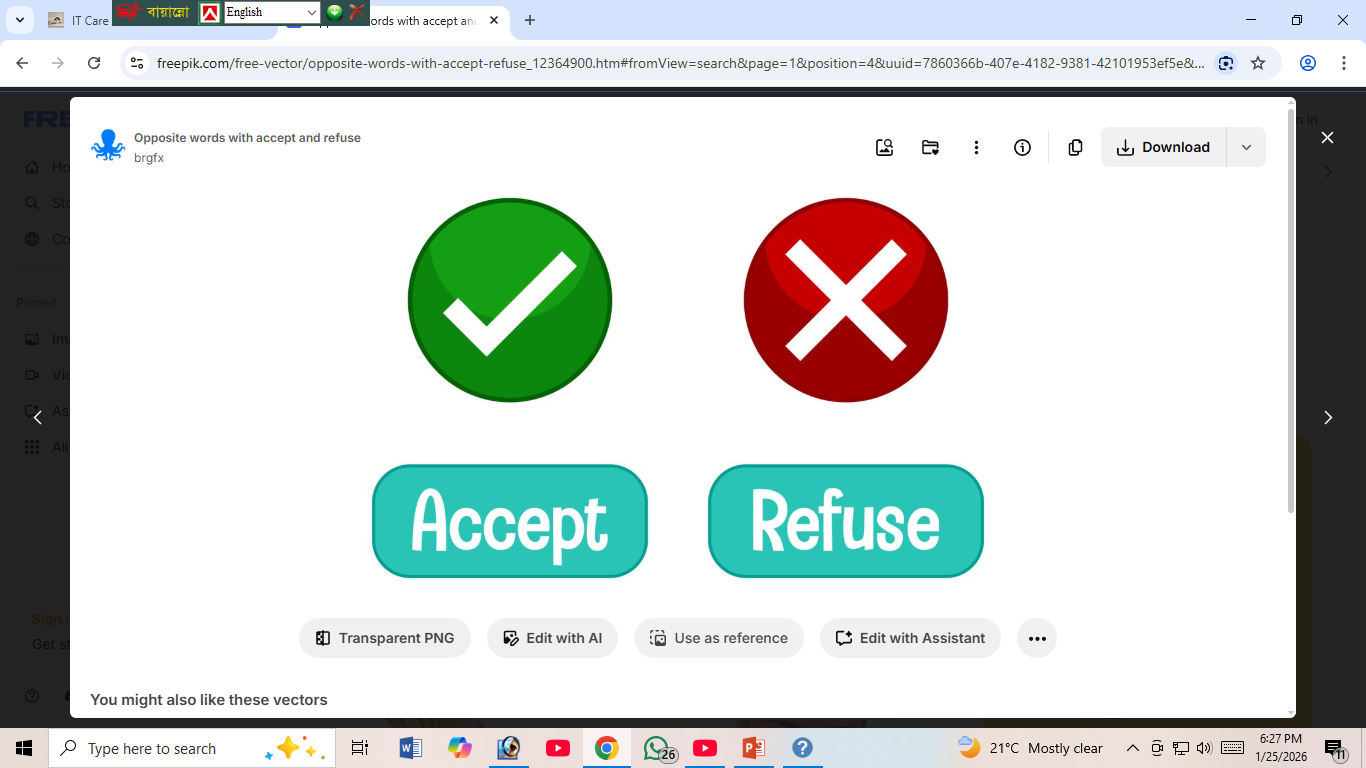 বায়ান্নো
English
IT Care
ords with accept an
freepik.com/free-vector/opposite-words-with-accept-refuse_12364900.htm#fromView=search&page=1&position=4&uuid=7860366b-407e-4182-9381-42101953ef5e&...
Opposite words with accept and refuse
brgfx
Download
Pinned
All
Accept
Refuse
Transparent PNG
Edit with AI
Use as reference
Edit with Assistant
You might also like these vectors
Type here to search
26
21°C Mostly clear
6:27 PM
1/25/2026
11